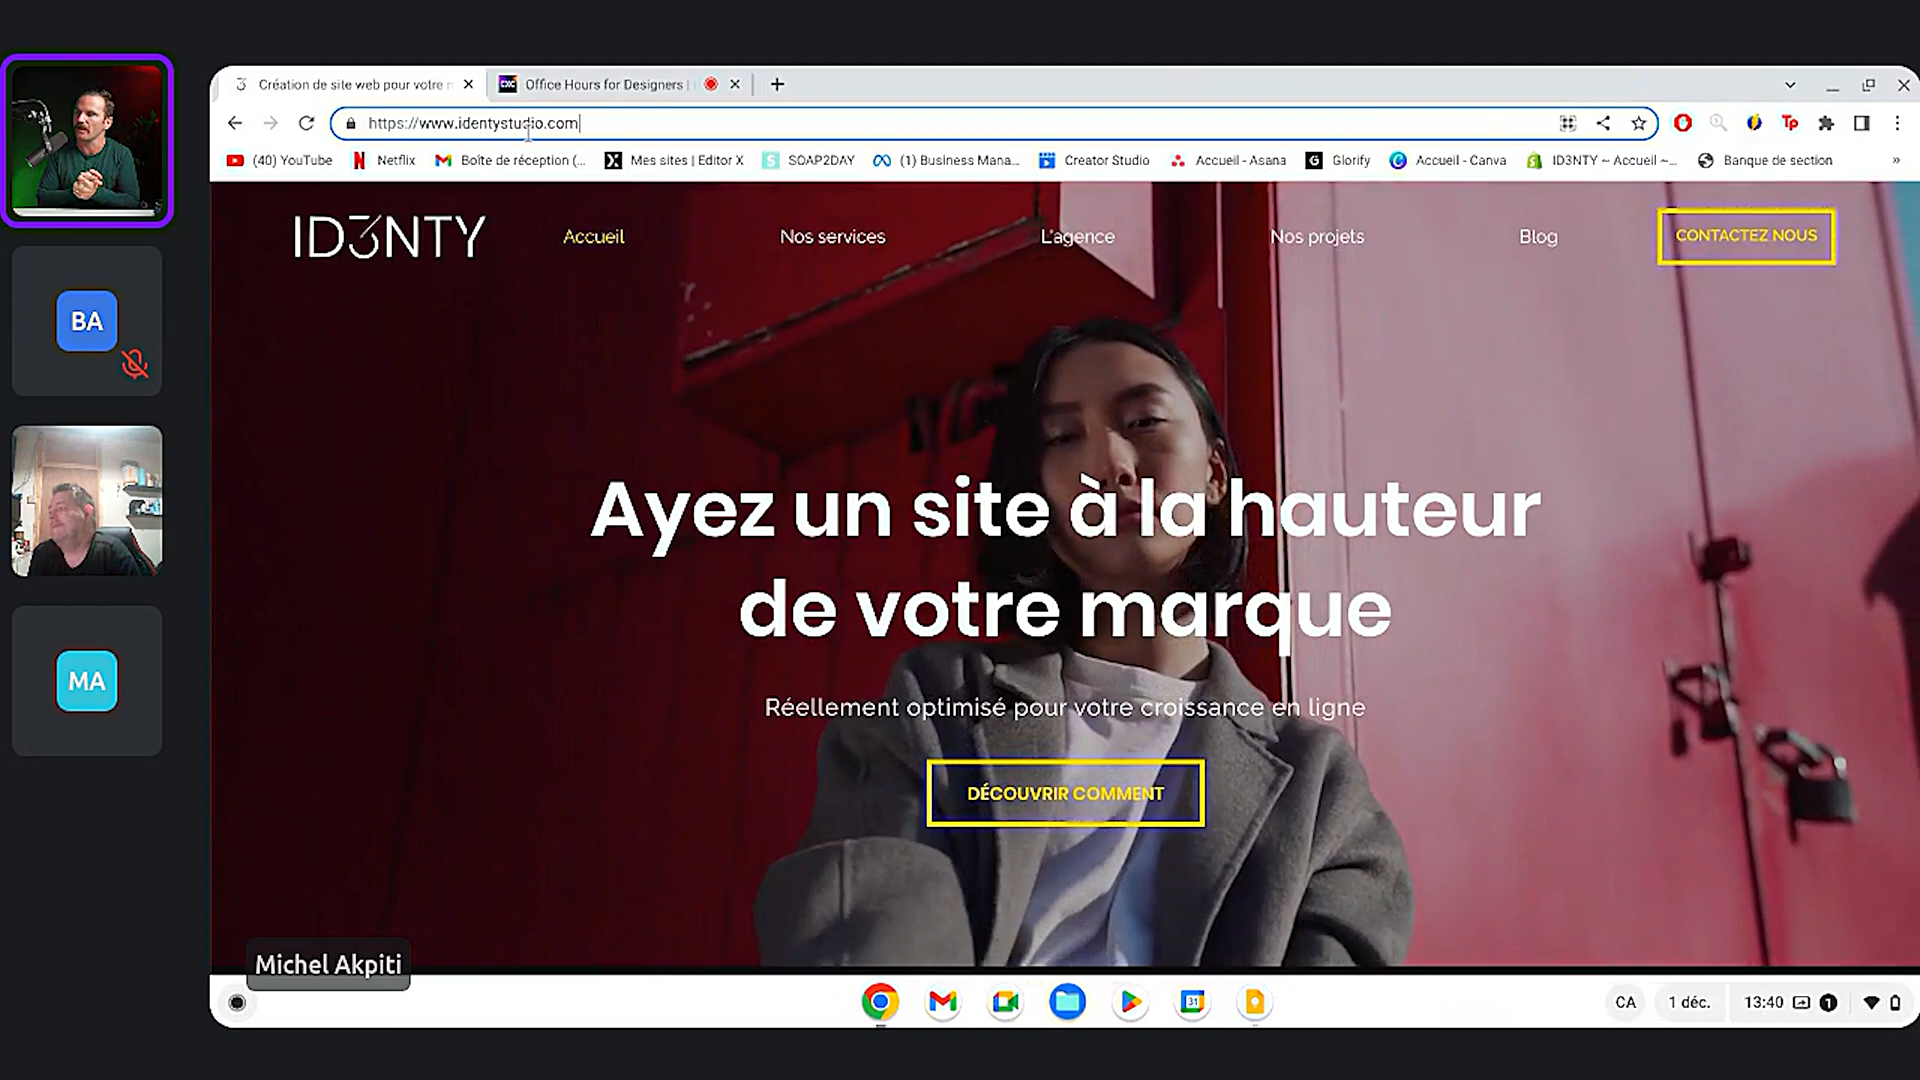 Création de site web pour votre
Office Hours for Designers |
https://www.identystudio.com
(40) YouTube
Netflix
Boîte de réception (...
Mes sites | Editor X
SOAP2DAY
(1) Business Mana...
Creator Studio
Accueil - Asana
Glorify
Accueil - Canva
ID3NTY ~ Accueil ~...
Banque de section
»
ID3NTY
Accueil
Nos services
L'agence
Nos projets
Blog
CONTACTEZ NOUS
BA
Ayez un site à la hauteur
de votre marque
Réellement optimisé pour votre croissance en ligne
DÉCOUVRIR COMMENT
MA
Michel Akpiti
31
CA
1 déc.
13:40
1